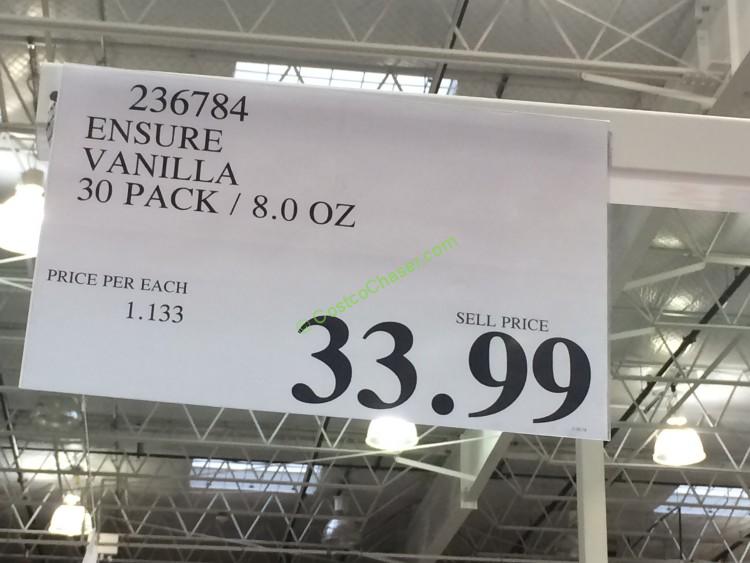 236784
ENSURE
VANILLA
30 PACK / 8.0 OZ
© CostcoChaser.com
PRICE PER EACH
1.133
SELL PRICE
33.99